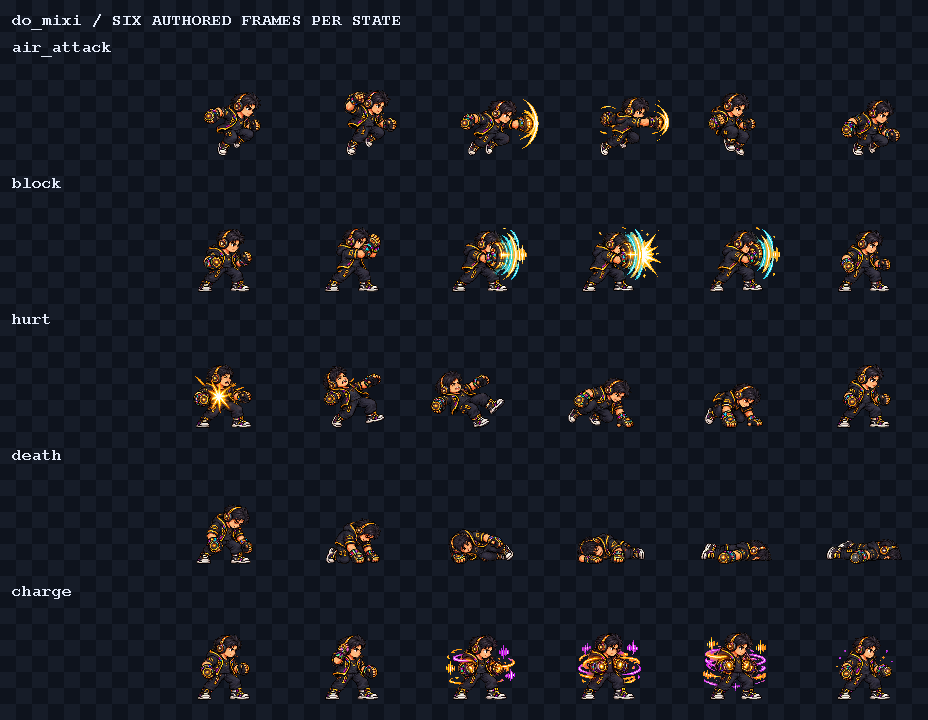 do_mixi / SIX AUTHORED FRAMES PER STATE
air_attack
block
hurt
death
charge